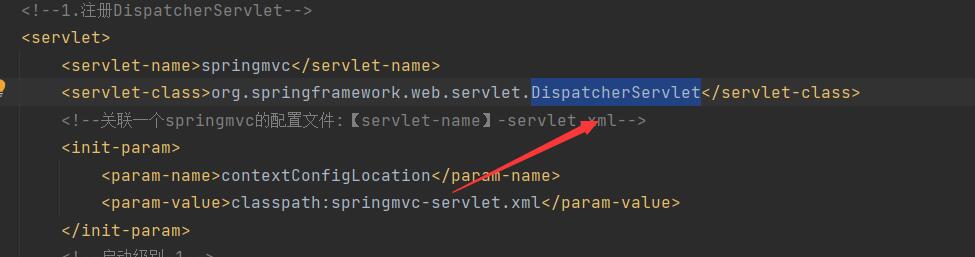 <!--1.注册DispatcherServlet-->
<servlet>
<servlet-name>springmvc</servlet-name>
<servlet-class>org.springframework.web.servlet.DispatcherServlet</servlet-class>
<!--关联一个springmvc的配置文件:【servlet-name】-servlet.xml-->
<init-param>
<param-name>contextConfigLocation</param-name>
<param-value>classpath:springmvc-servlet.xml</param-value>
</init-param>